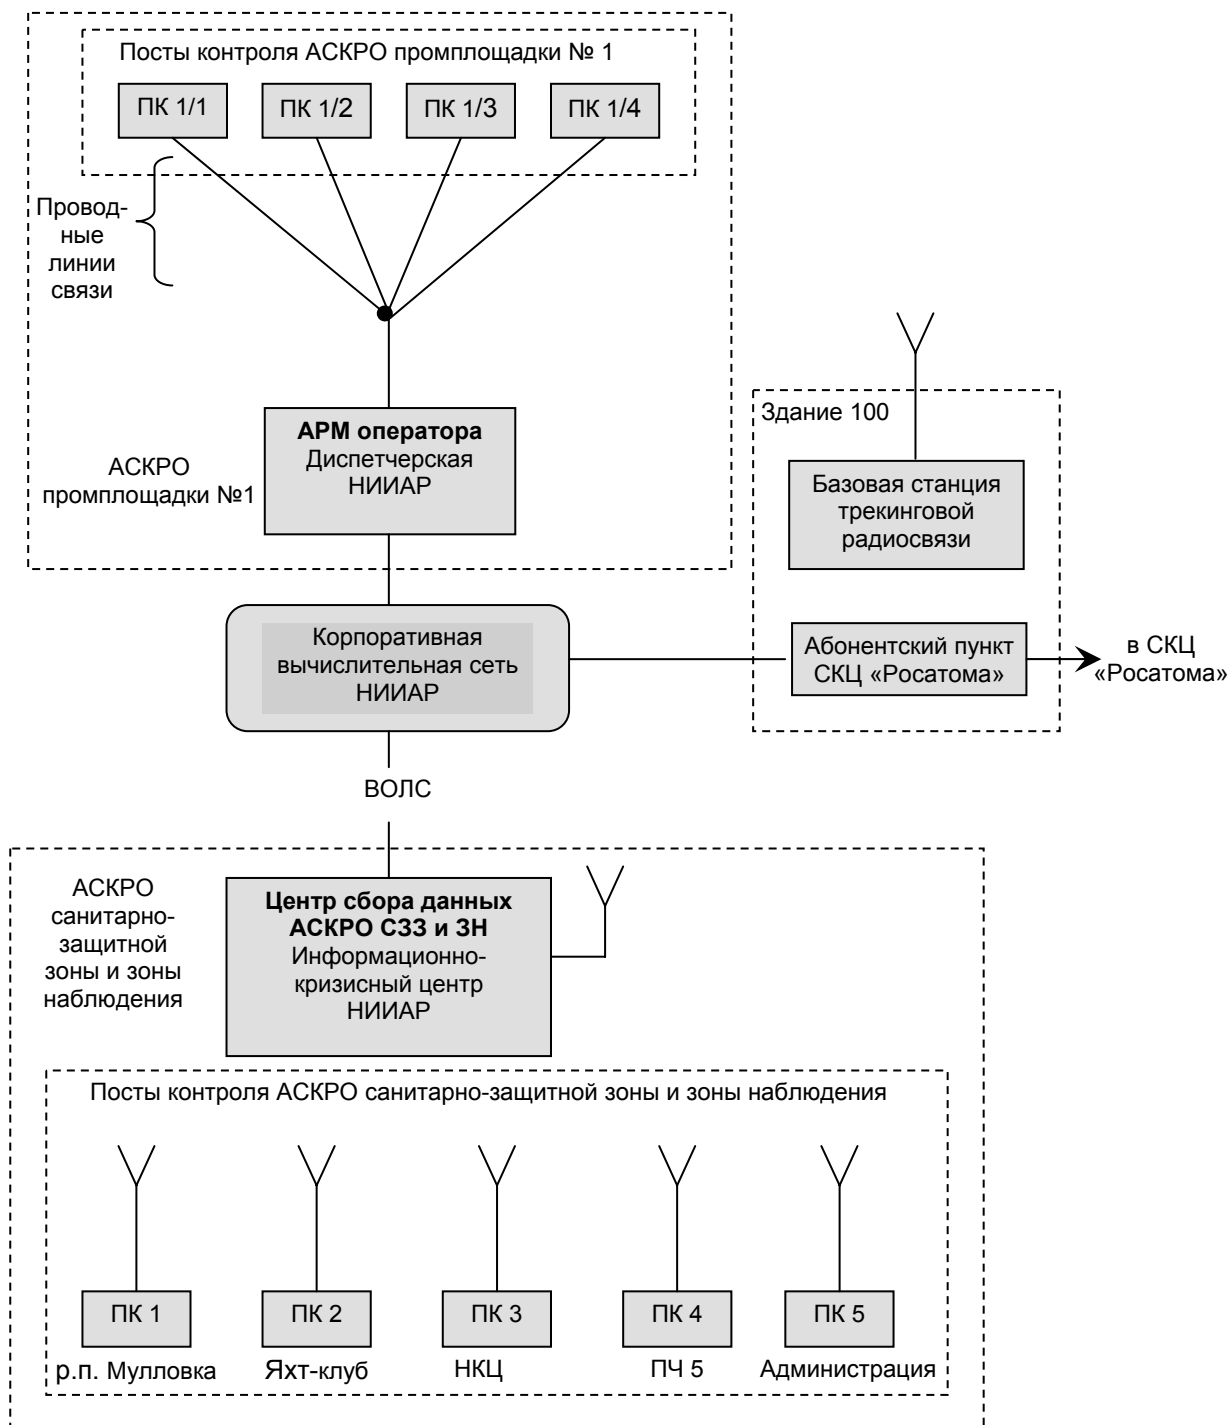 Посты контроля АСКРО промплощадки № 1
ПК 1/1
ПК 1/2
ПК 1/3
ПК 1/4
Провод-
ные
линии
связи
АРМ оператора
Диспетчерская
НИИАР
АСКРО
промплощадки №1
Здание 100
Базовая станция
трекинговой
радиосвязи
Корпоративная
вычислительная сеть
НИИАР
Абонентский пункт
СКЦ «Росатома»
в СКЦ
«Росатома»
ВОЛС
АСКРО
санитарно-
защитной
зоны и зоны
наблюдения
Центр сбора данных
АСКРО СЗЗ и ЗН
Информационно-
кризисный центр
НИИАР
Посты контроля АСКРО санитарно-защитной зоны и зоны наблюдения
ПК 1
ПК 2
ПК 3
ПК 4
ПК 5
р.п. Мулловка
Яхт-клуб
НКЦ
ПЧ 5
Администрация